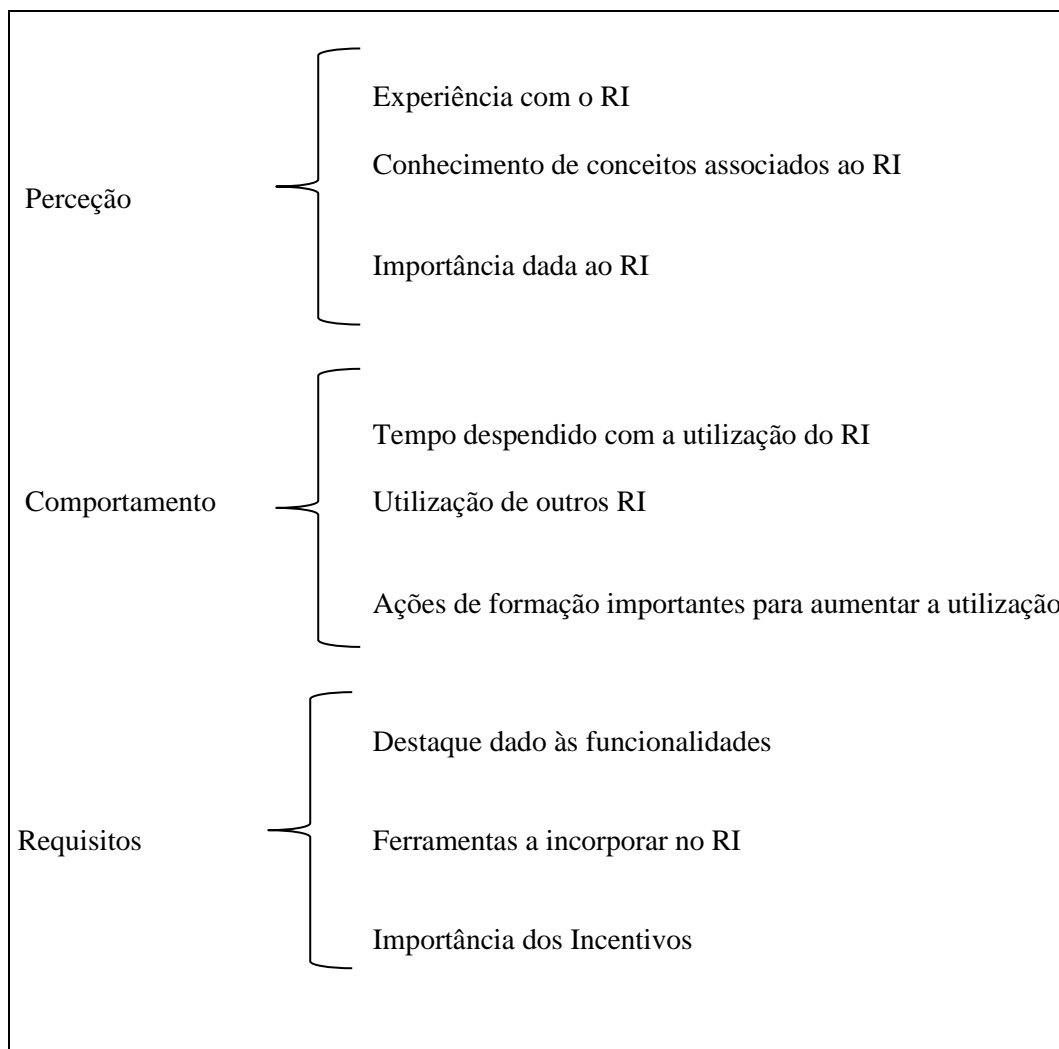 Perceção
Experiência com o RI
Conhecimento de conceitos associados ao RI
Importância dada ao RI
Comportamento
Tempo despendido com a utilização do RI
Utilização de outros RI
Ações de formação importantes para aumentar a utilização
Requisitos
Destaque dado às funcionalidades
Ferramentas a incorporar no RI
Importância dos Incentivos